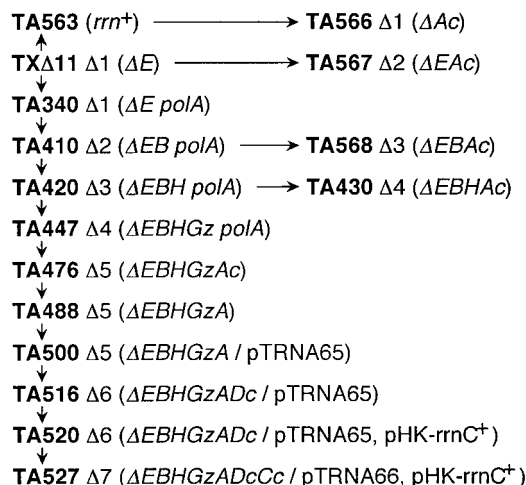 TA563 (rrn+) → TA566 Δ1 (ΔAc)
TXΔ11 Δ1 (ΔE) → TA567 Δ2 (ΔEAc)
TA340 Δ1 (ΔE polA)
TA410 Δ2 (ΔEB polA) → TA568 Δ3 (ΔEBAc)
TA420 Δ3 (ΔEBH polA) → TA430 Δ4 (ΔEBHAc)
TA447 Δ4 (ΔEBHGz polA)
TA476 Δ5 (ΔEBHGzAc)
TA488 Δ5 (ΔEBHGzA)
TA500 Δ5 (ΔEBHGzA / pTRNA65)
TA516 Δ6 (ΔEBHGzADc / pTRNA65)
TA520 Δ6 (ΔEBHGzADc / pTRNA65, pHK-rrnC+)
TA527 Δ7 (ΔEBHGzADcCc / pTRNA66, pHK-rrnC+)